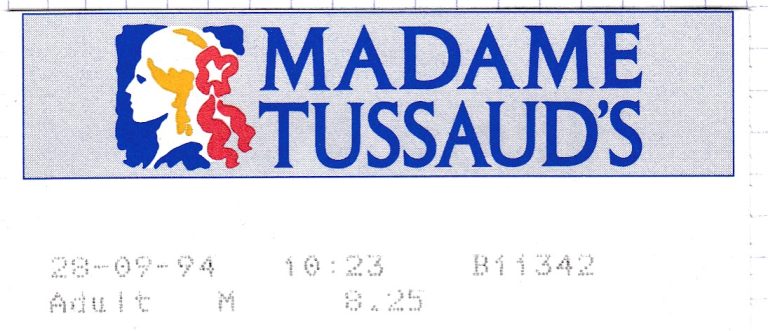 MADAME
TUSSAUD'S
28-09-94 10:23 B11342
Adult M 8.25